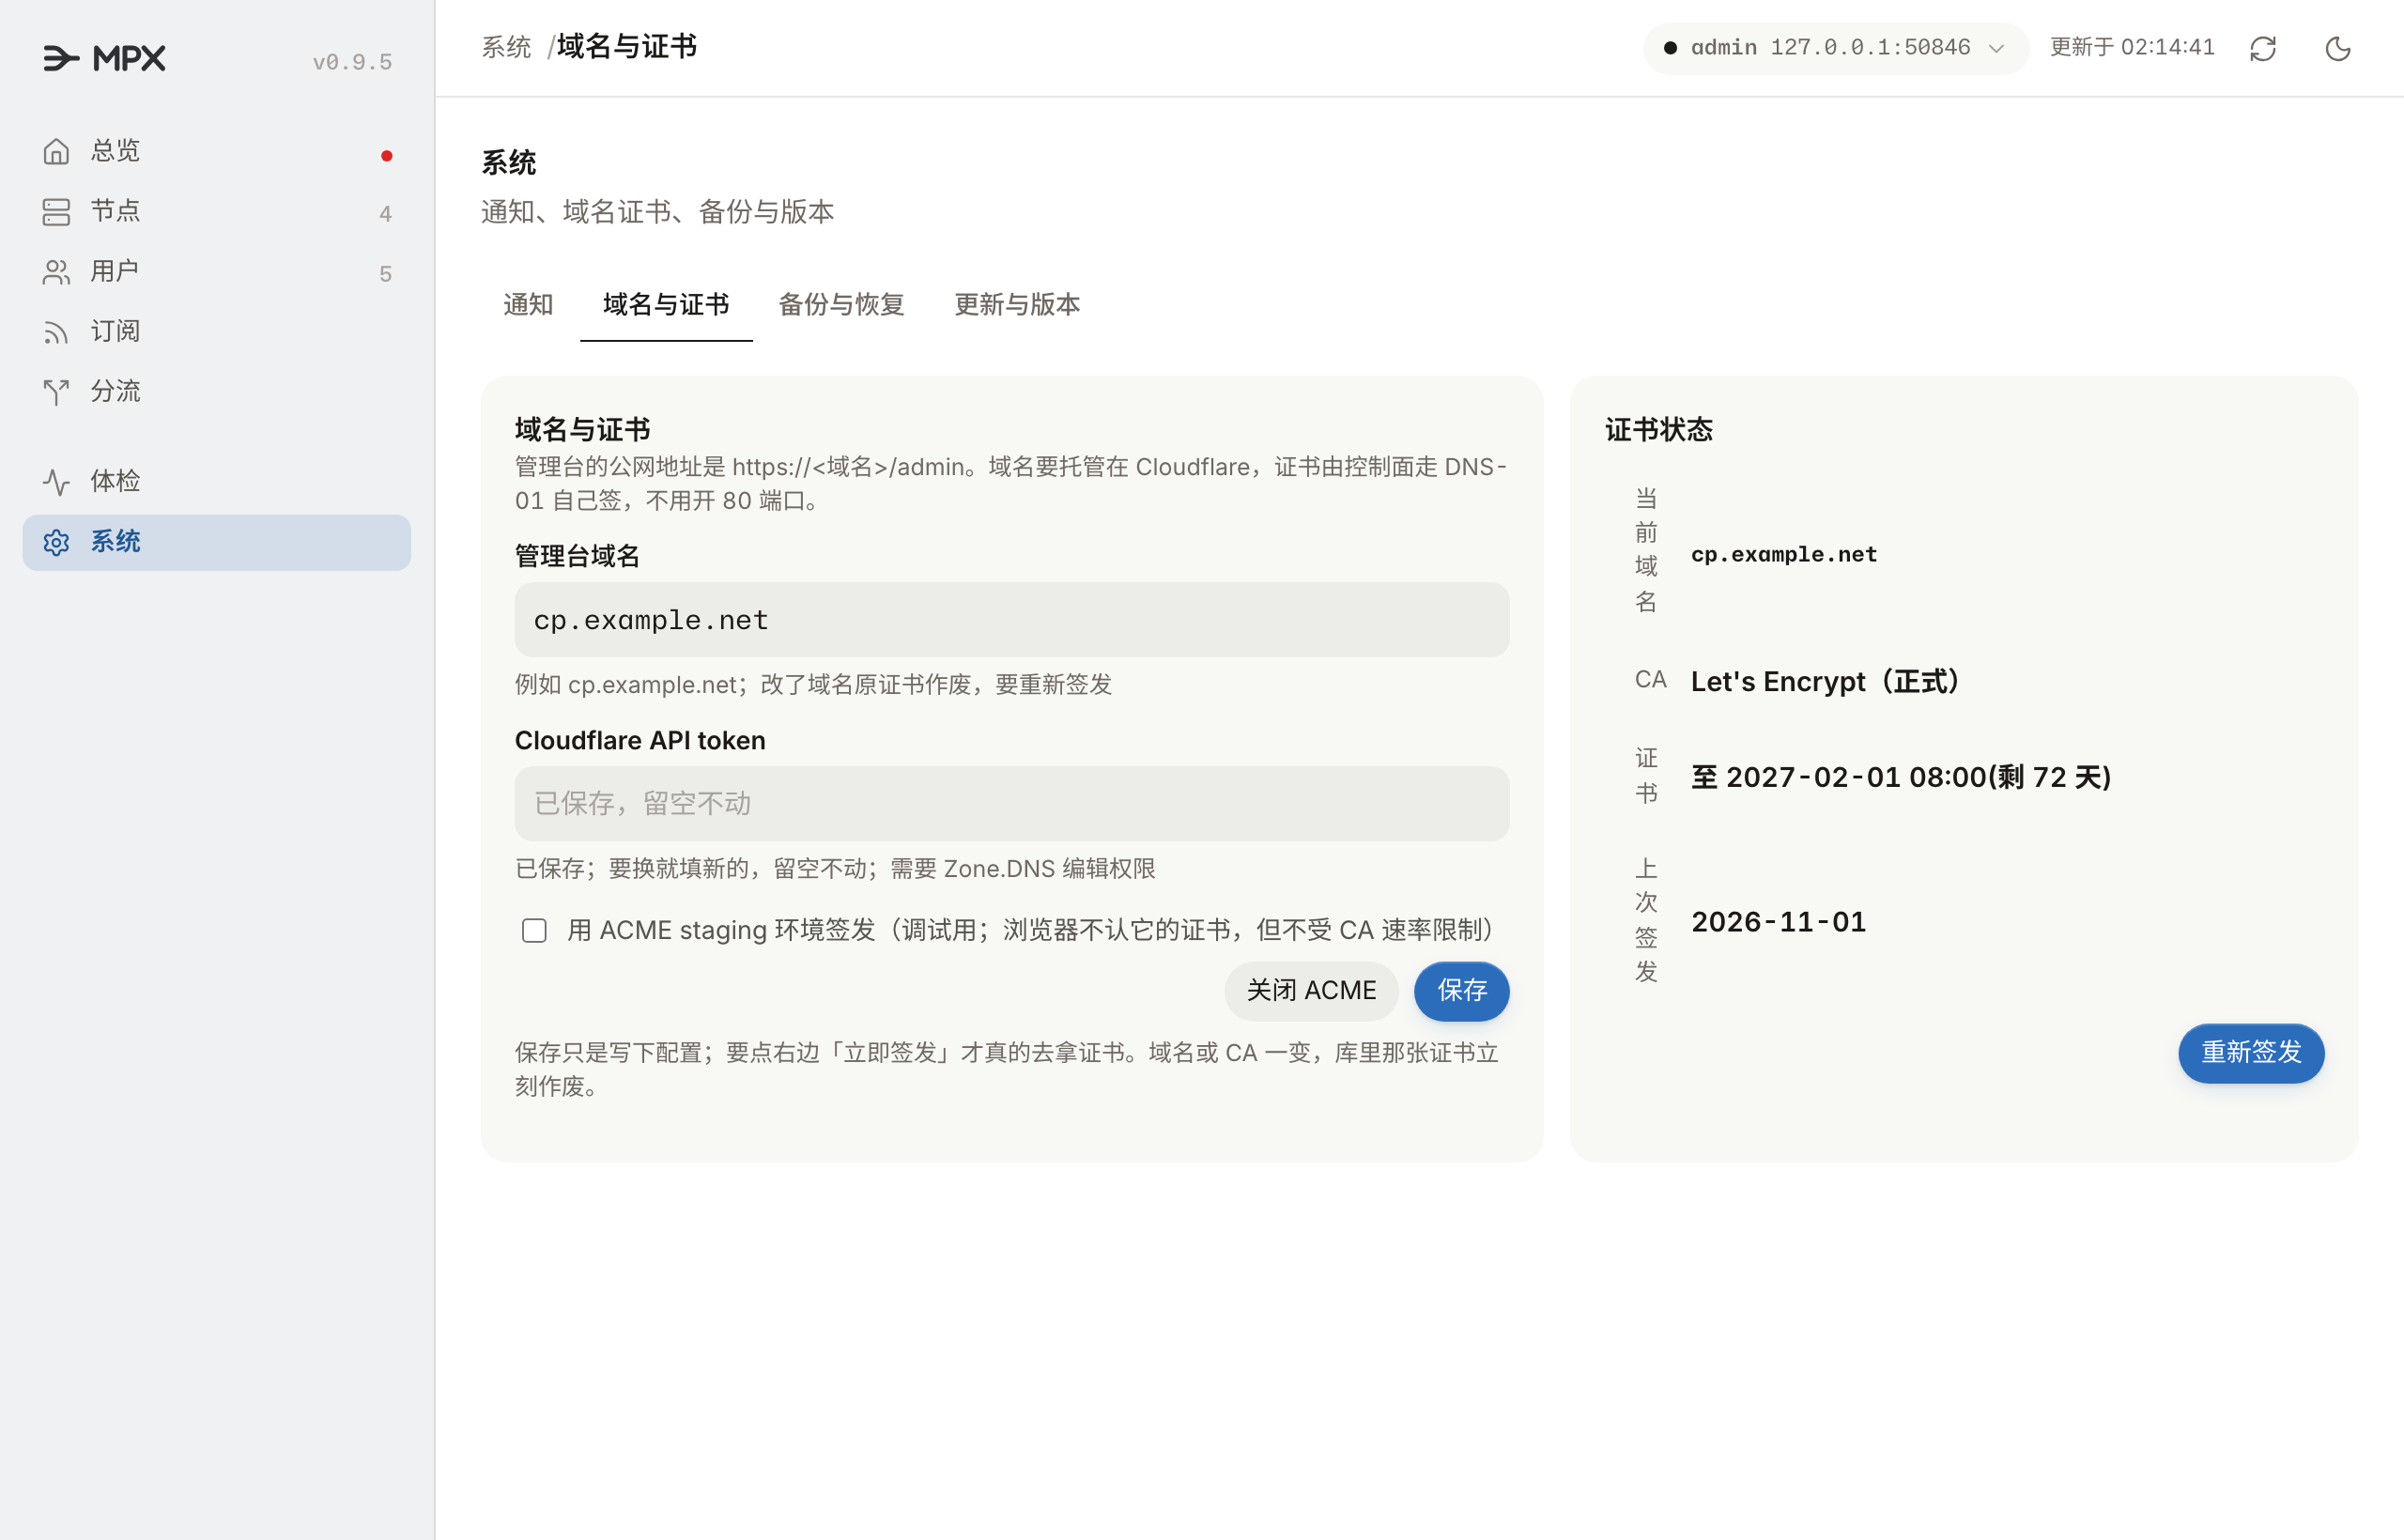 MPX
v0.9.5
总览
节点
4
用户
5
订阅
分流
体检
系统
系统 /域名与证书
admin 127.0.0.1:50846
更新于 02:14:41
系统
通知、域名证书、备份与版本
通知
域名与证书
备份与恢复
更新与版本
域名与证书
管理台的公网地址是 https://<域名>/admin。域名要托管在 Cloudflare，证书由控制面走 DNS-
01 自己签，不用开 80 端口。
管理台域名
cp.example.net
例如 cp.example.net；改了域名原证书作废，要重新签发
Cloudflare API token
已保存，留空不动
已保存；要换就填新的，留空不动；需要 Zone.DNS 编辑权限
用 ACME staging 环境签发（调试用；浏览器不认它的证书，但不受 CA 速率限制）
关闭 ACME
保存
保存只是写下配置；要点右边「立即签发」才真的去拿证书。域名或 CA 一变，库里那张证书立
刻作废。
证书状态
当前域名
cp.example.net
CA
Let's Encrypt（正式）
证书
至 2027-02-01 08:00(剩 72 天)
上次签发
2026-11-01
重新签发